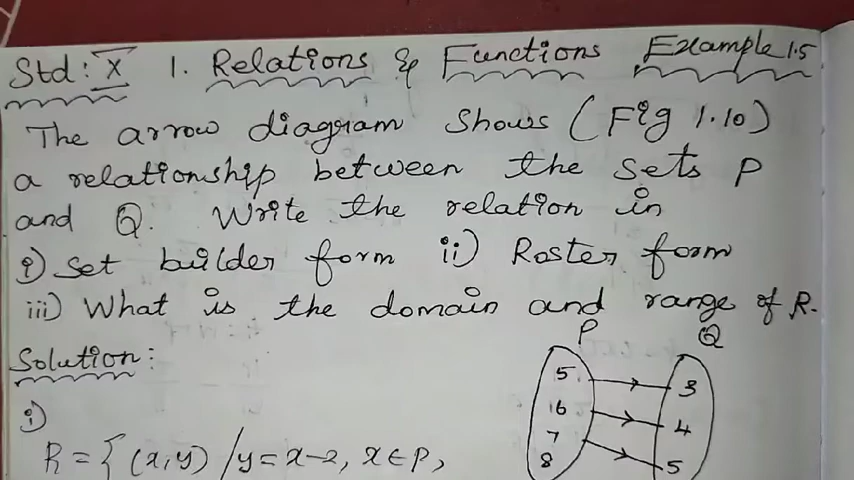 Std: X 1. Relations & Functions Example 1.5
The arrow diagram shows (Fig 1.10)
a relationship between the sets P
and Q. Write the relation in
i) Set builder form ii) Roster form
iii) What is the domain and range of R.
Solution:
P Q
5 3
6 4
7 5
8
i)
R = { (x,y) / y = x-2, x ∈ P,